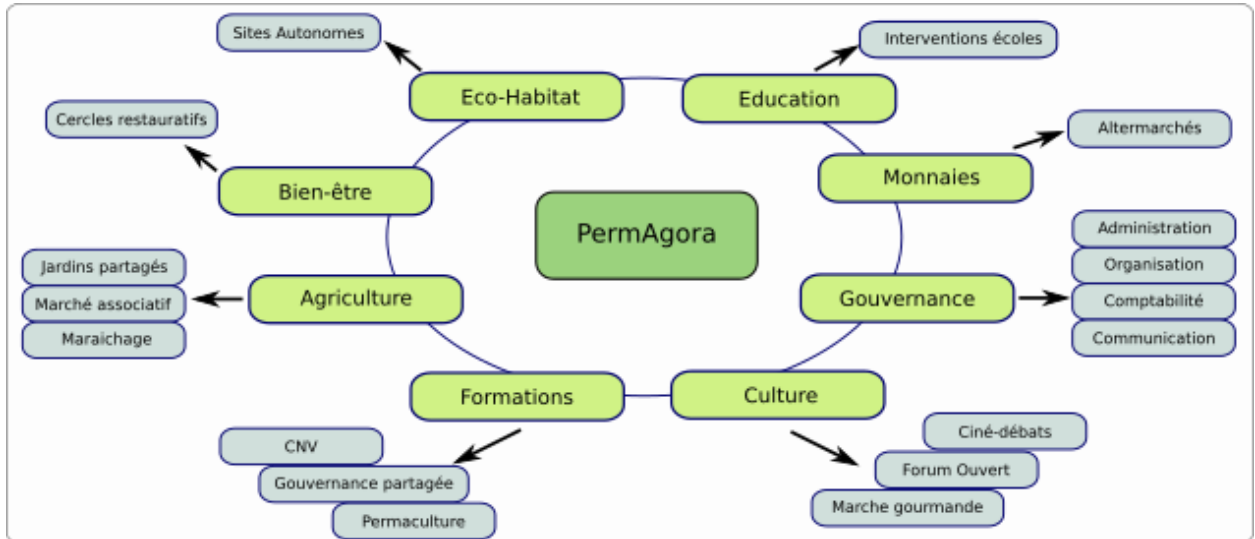 Sites Autonomes
Interventions écoles
Eco-Habitat
Education
Cercles restauratifs
Altermarchés
Bien-être
Monnaies
PermAgora
Administration
Jardins partagés
Organisation
Agriculture
Gouvernance
Marché associatif
Comptabilité
Maraichage
Communication
Formations
Culture
CNV
Ciné-débats
Gouvernance partagée
Forum Ouvert
Permaculture
Marche gourmande